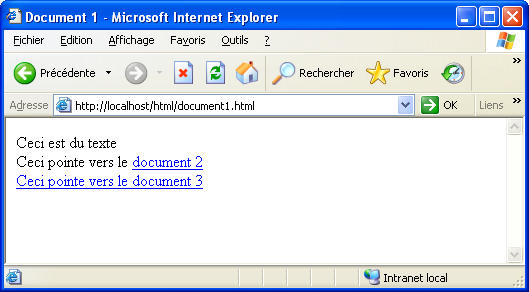 Document 1 - Microsoft Internet Explorer
Fichier Edition Affichage Favoris Outils ?
Précédente Rechercher Favoris »
Adresse http://localhost/html/document1.html OK Liens »
Ceci est du texte
Ceci pointe vers le document 2
Ceci pointe vers le document 3
Intranet local